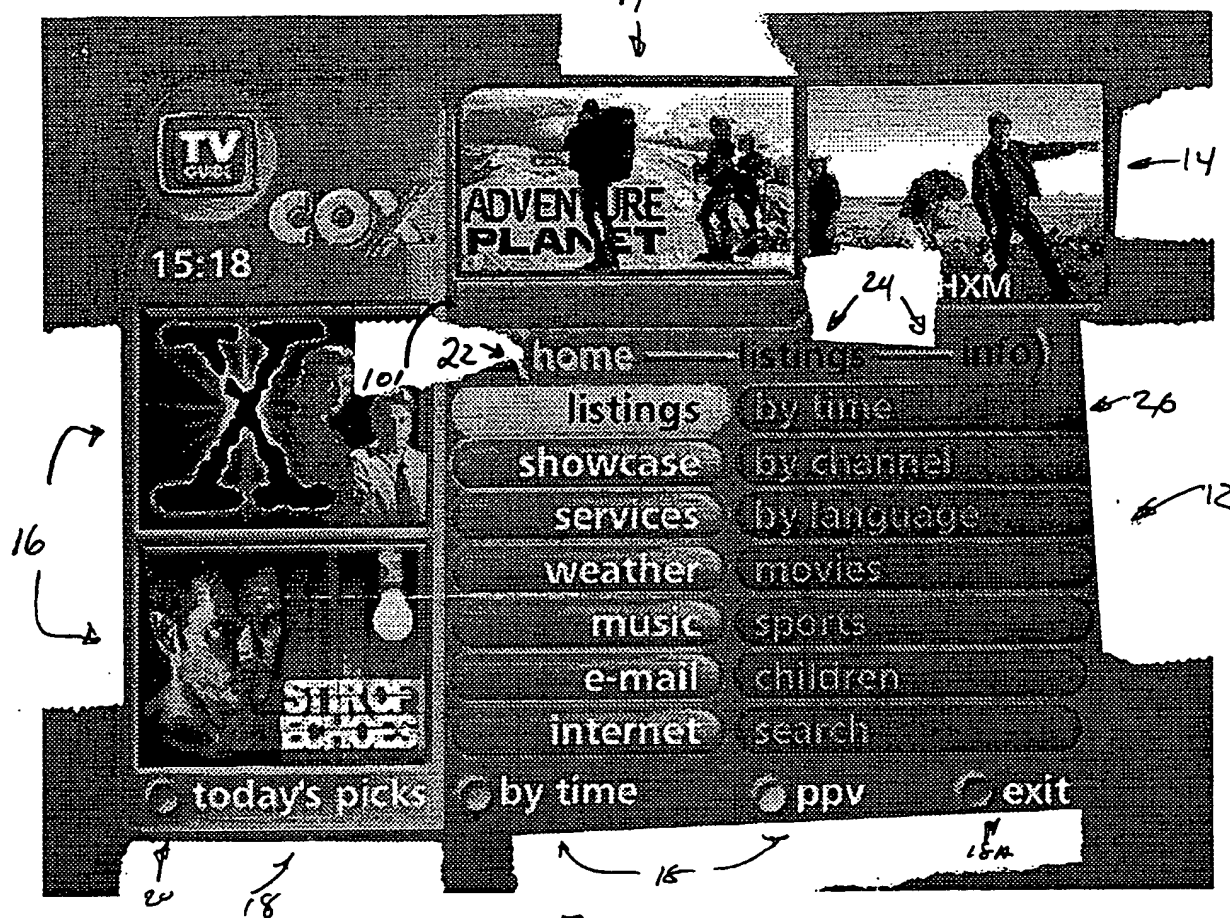 TV
GUIDE
COX
15:18
ADVENTURE
PLANET
14
HXM
24
22
101
home listings info)
listings by time
26
showcase by channel
services by language
12
16
weather movies
music sports
e-mail children
internet search
ECHOES
today's picks by time ppv exit
20 18 18 18A